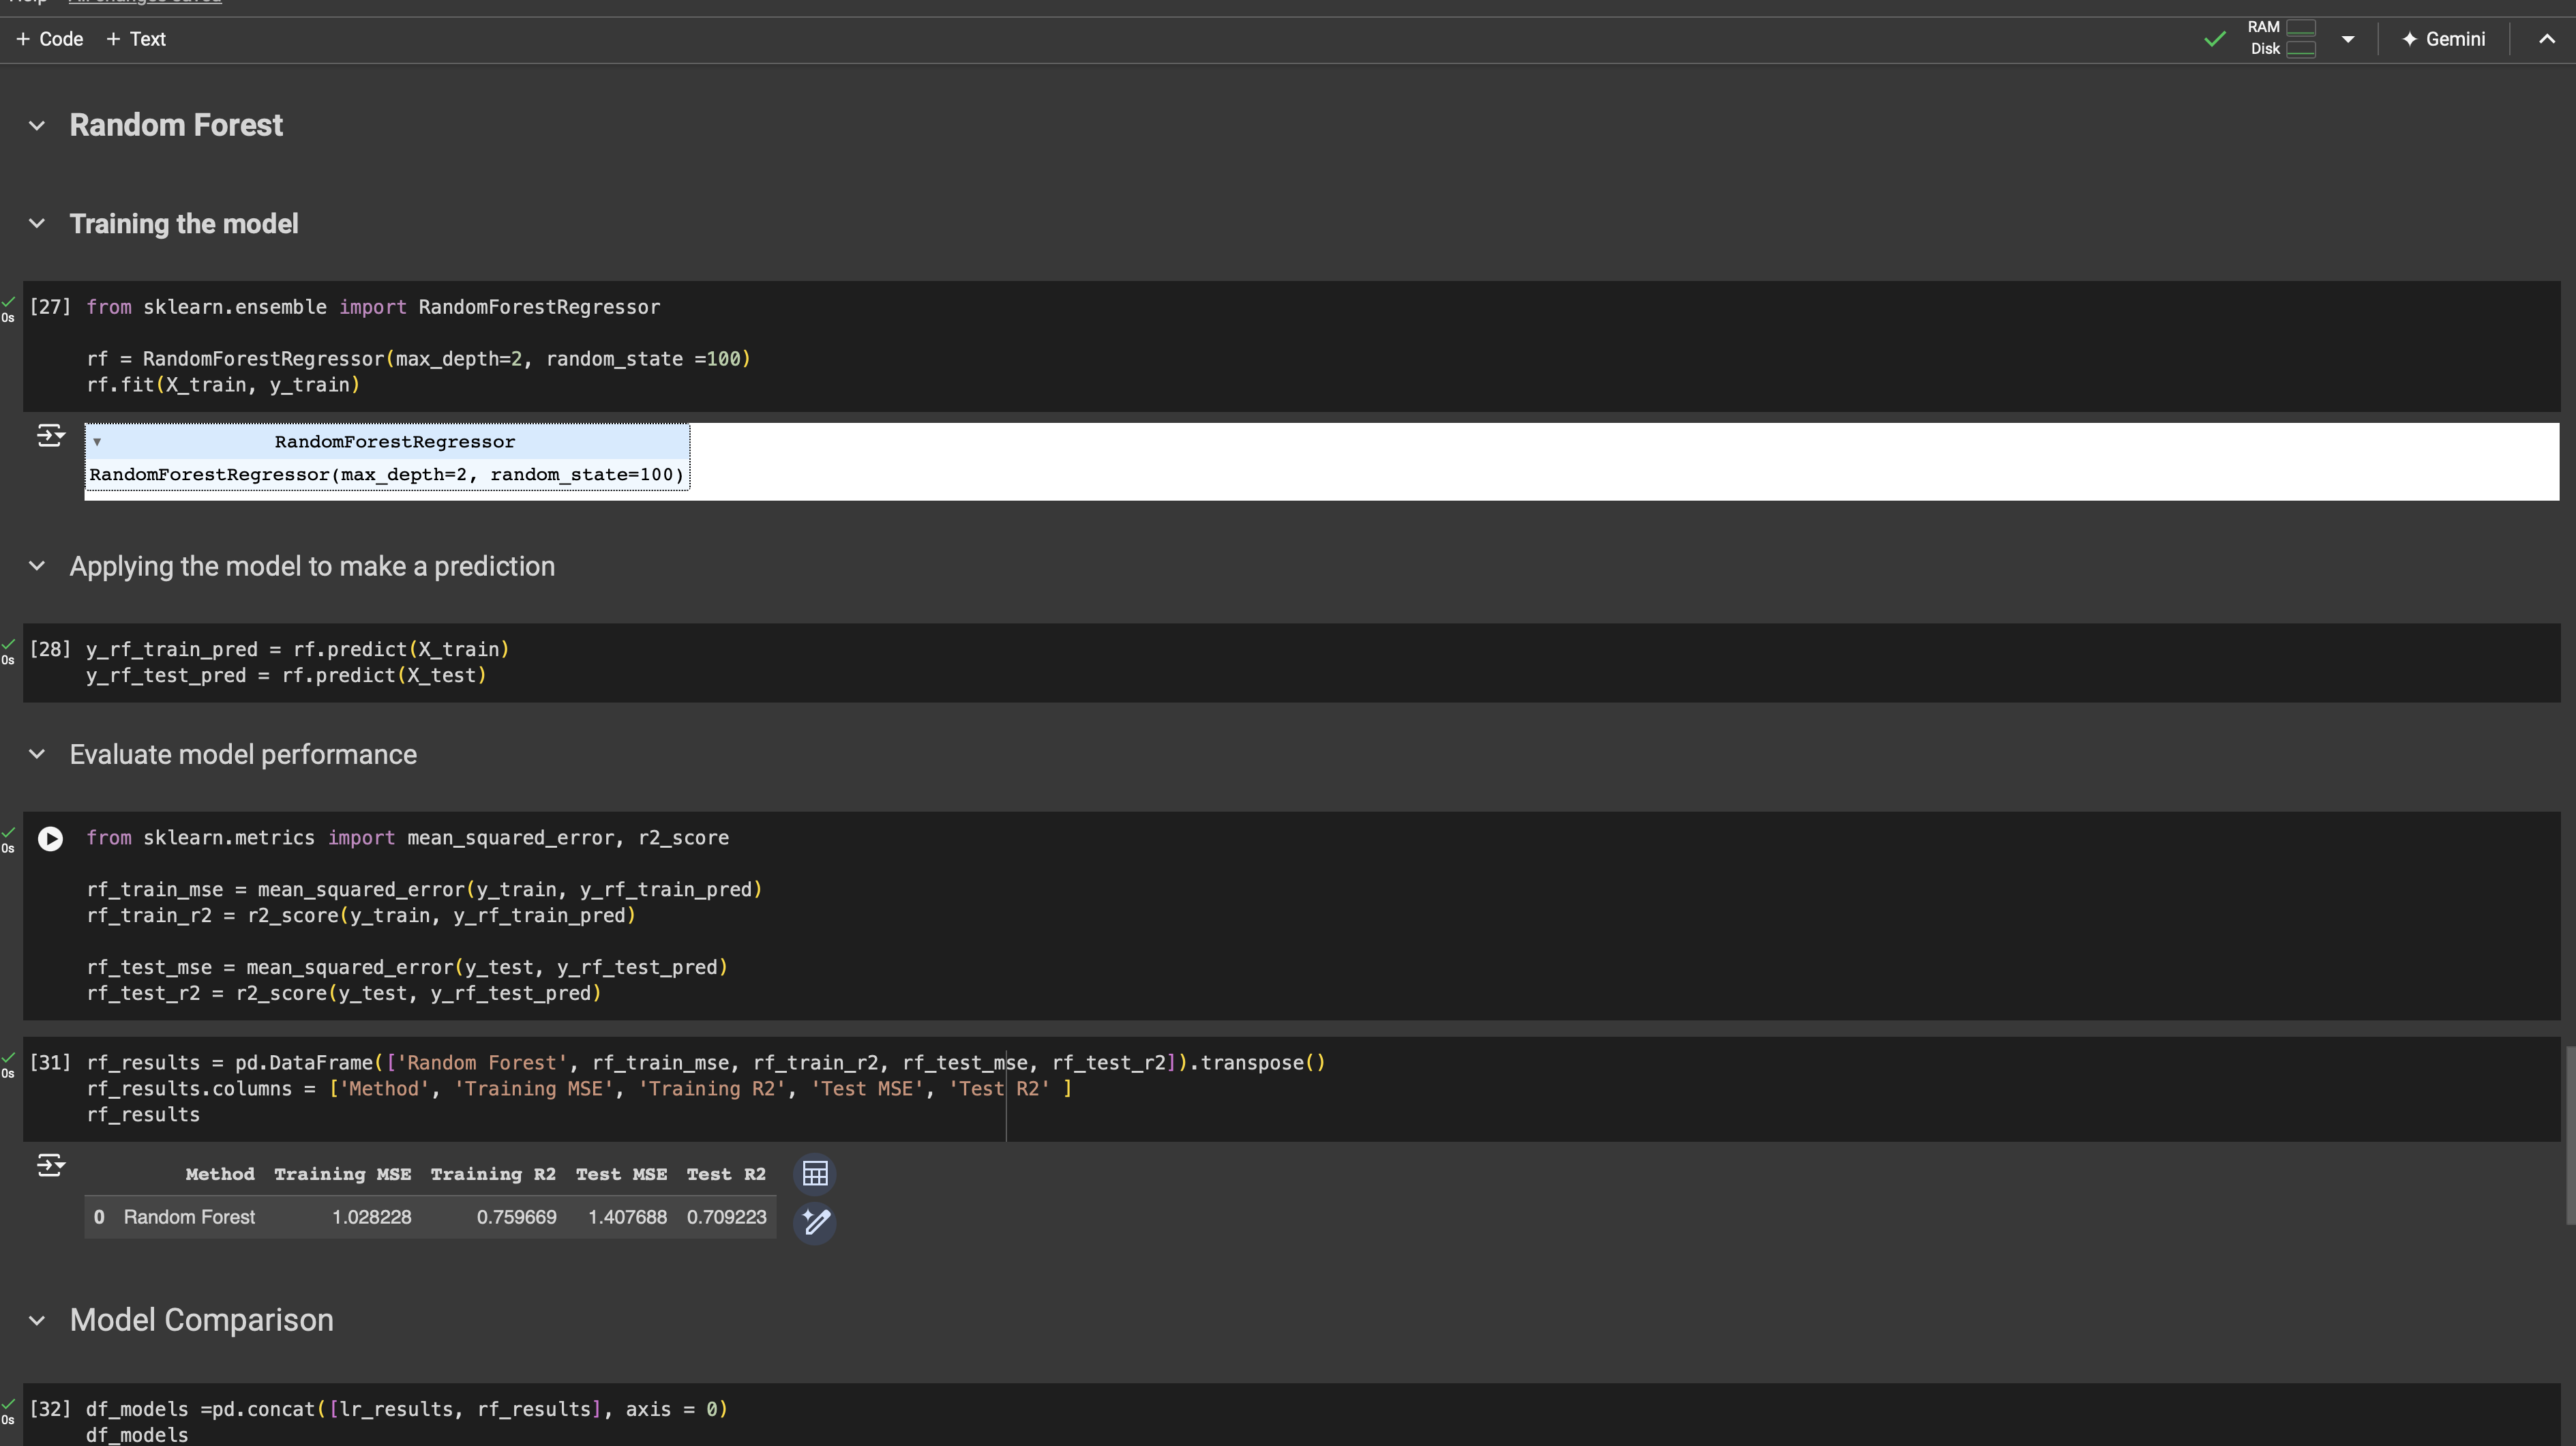 Help All changes saved
+ Code + Text
RAM
Disk
Gemini
Random Forest
Training the model
0s
[27] from sklearn.ensemble import RandomForestRegressor
rf = RandomForestRegressor(max_depth=2, random_state =100)
rf.fit(X_train, y_train)
RandomForestRegressor
RandomForestRegressor(max_depth=2, random_state=100)
Applying the model to make a prediction
0s
[28] y_rf_train_pred = rf.predict(X_train)
y_rf_test_pred = rf.predict(X_test)
Evaluate model performance
0s
from sklearn.metrics import mean_squared_error, r2_score
rf_train_mse = mean_squared_error(y_train, y_rf_train_pred)
rf_train_r2 = r2_score(y_train, y_rf_train_pred)
rf_test_mse = mean_squared_error(y_test, y_rf_test_pred)
rf_test_r2 = r2_score(y_test, y_rf_test_pred)
0s
[31] rf_results = pd.DataFrame(['Random Forest', rf_train_mse, rf_train_r2, rf_test_mse, rf_test_r2]).transpose()
rf_results.columns = ['Method', 'Training MSE', 'Training R2', 'Test MSE', 'Test R2' ]
rf_results
Method Training MSE Training R2 Test MSE Test R2
0 Random Forest 1.028228 0.759669 1.407688 0.709223
Model Comparison
0s
[32] df_models =pd.concat([lr_results, rf_results], axis = 0)
df_models